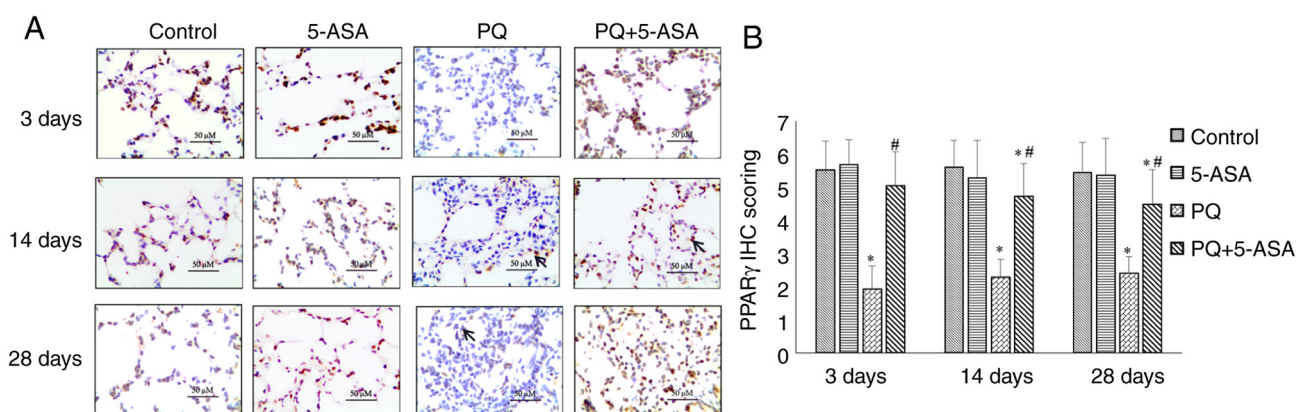 A
Control 5-ASA PQ PQ+5-ASA
3 days
50 μM 50 μM 50 μM 50 μM
14 days
50 μM 50 μM 50 μM 50 μM
28 days
50 μM 50 μM 50 μM 50 μM
B
PPARγ IHC scoring
7
6
5
4
3
2
1
0
* # * * # * * #
3 days 14 days 28 days
Control
5-ASA
PQ
PQ+5-ASA